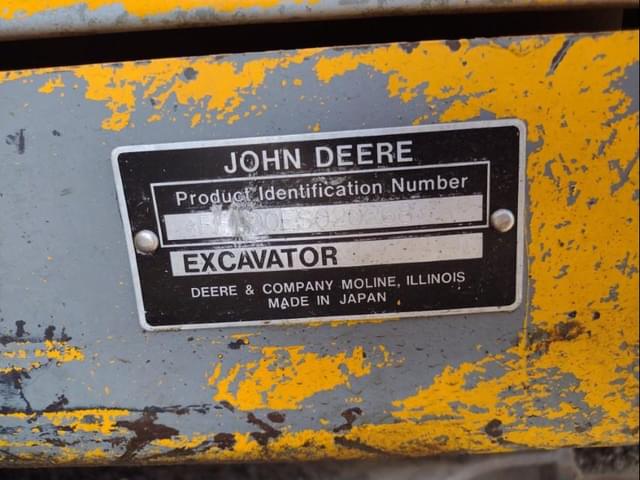 JOHN DEERE
Product Identification Number
EXCAVATOR
DEERE & COMPANY MOLINE, ILLINOIS
MADE IN JAPAN